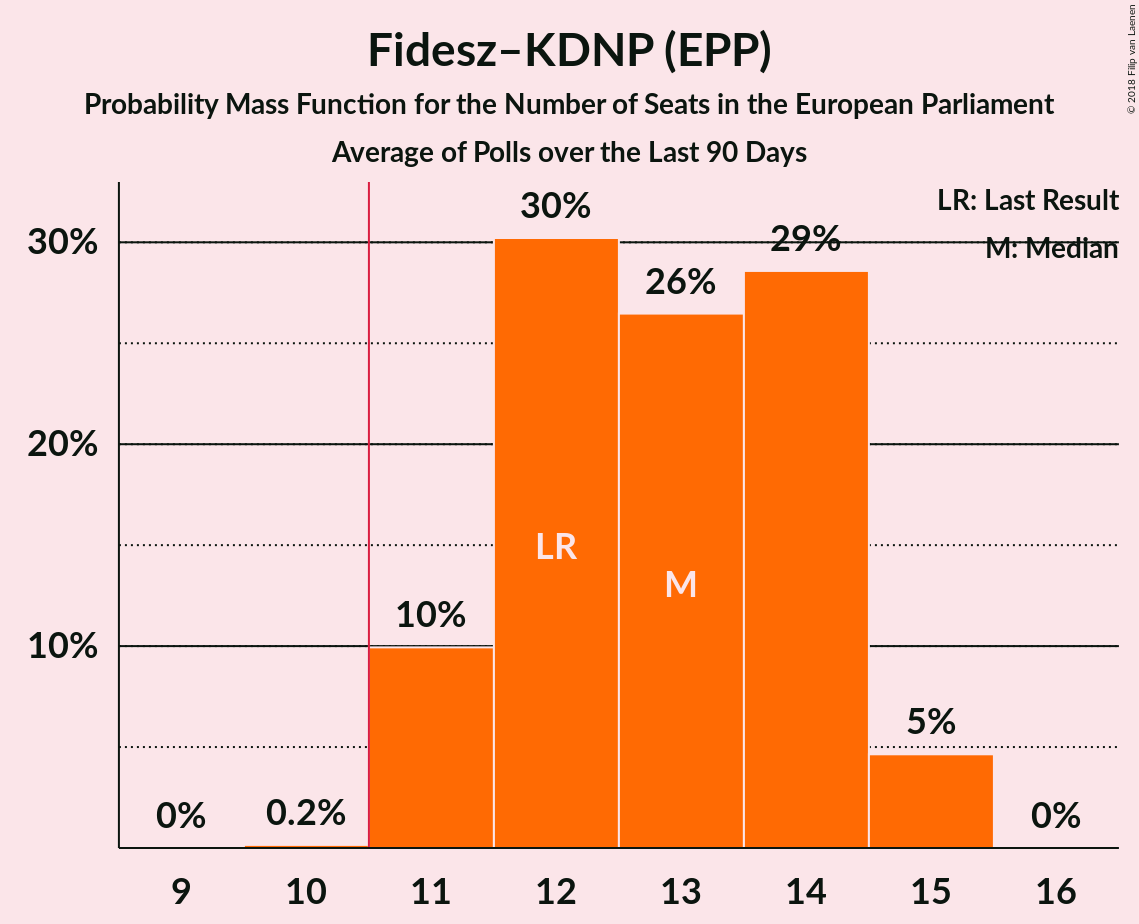 Fidesz–KDNP (EPP)
Probability Mass Function for the Number of Seats in the European Parliament
Average of Polls over the Last 90 Days
© 2018 Filip van Laenen
LR: Last Result
M: Median
30%
20%
10%
0%
0.2%
10%
30%
26%
29%
5%
0%
LR
M
9 10 11 12 13 14 15 16